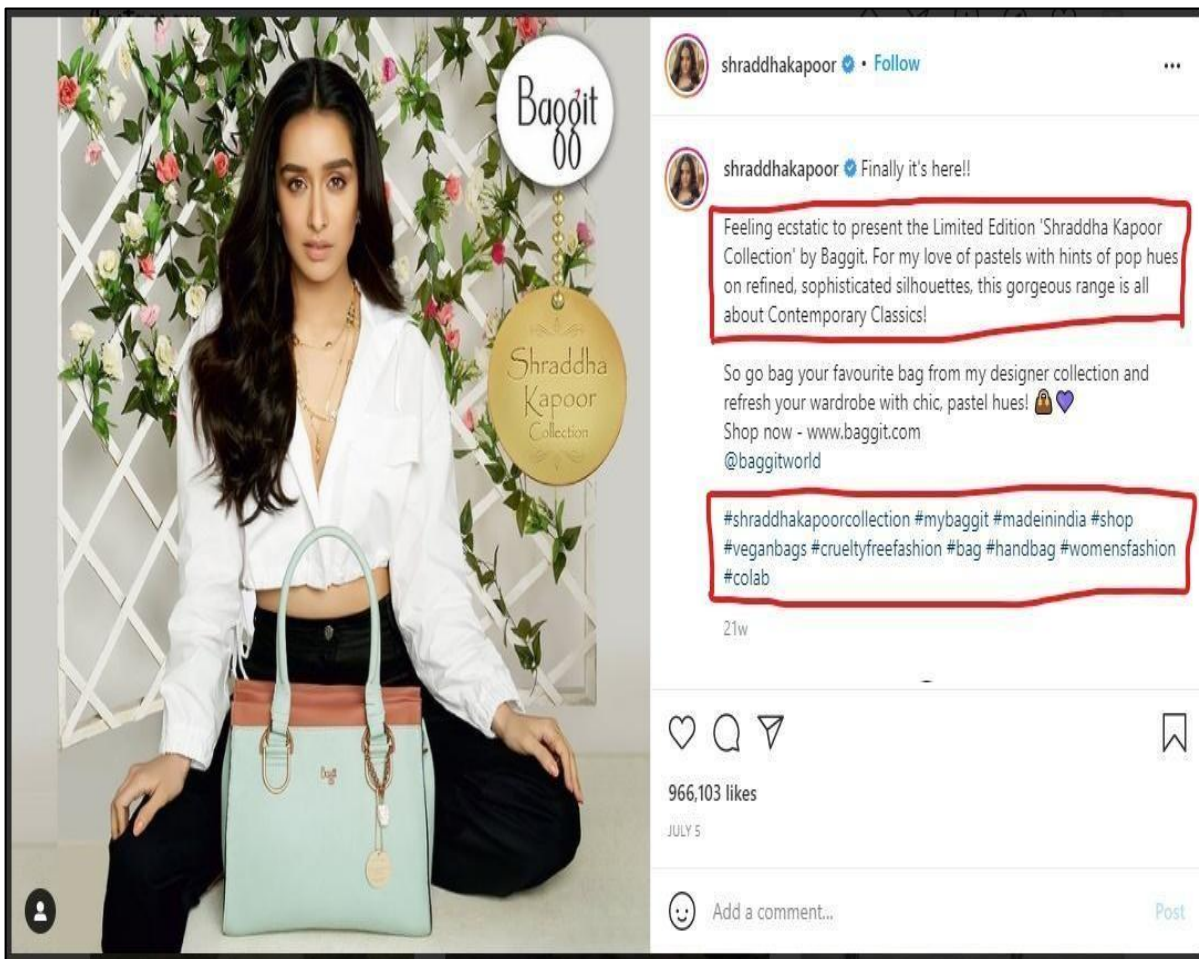 Baggit
Shraddha
Kapoor
Collection
Baggit
shraddhakapoor • Follow
shraddhakapoor Finally it's here!!
Feeling ecstatic to present the Limited Edition 'Shraddha Kapoor
Collection' by Baggit. For my love of pastels with hints of pop hues
on refined, sophisticated silhouettes, this gorgeous range is all
about Contemporary Classics!
So go bag your favourite bag from my designer collection and
refresh your wardrobe with chic, pastel hues! 👜💜
Shop now - www.baggit.com
@baggitworld
#shraddhakapoorcollection #mybaggit #madeinindia #shop
#veganbags #crueltyfreefashion #bag #handbag #womensfashion
#colab
21w
966,103 likes
JULY 5
Add a comment...
Post